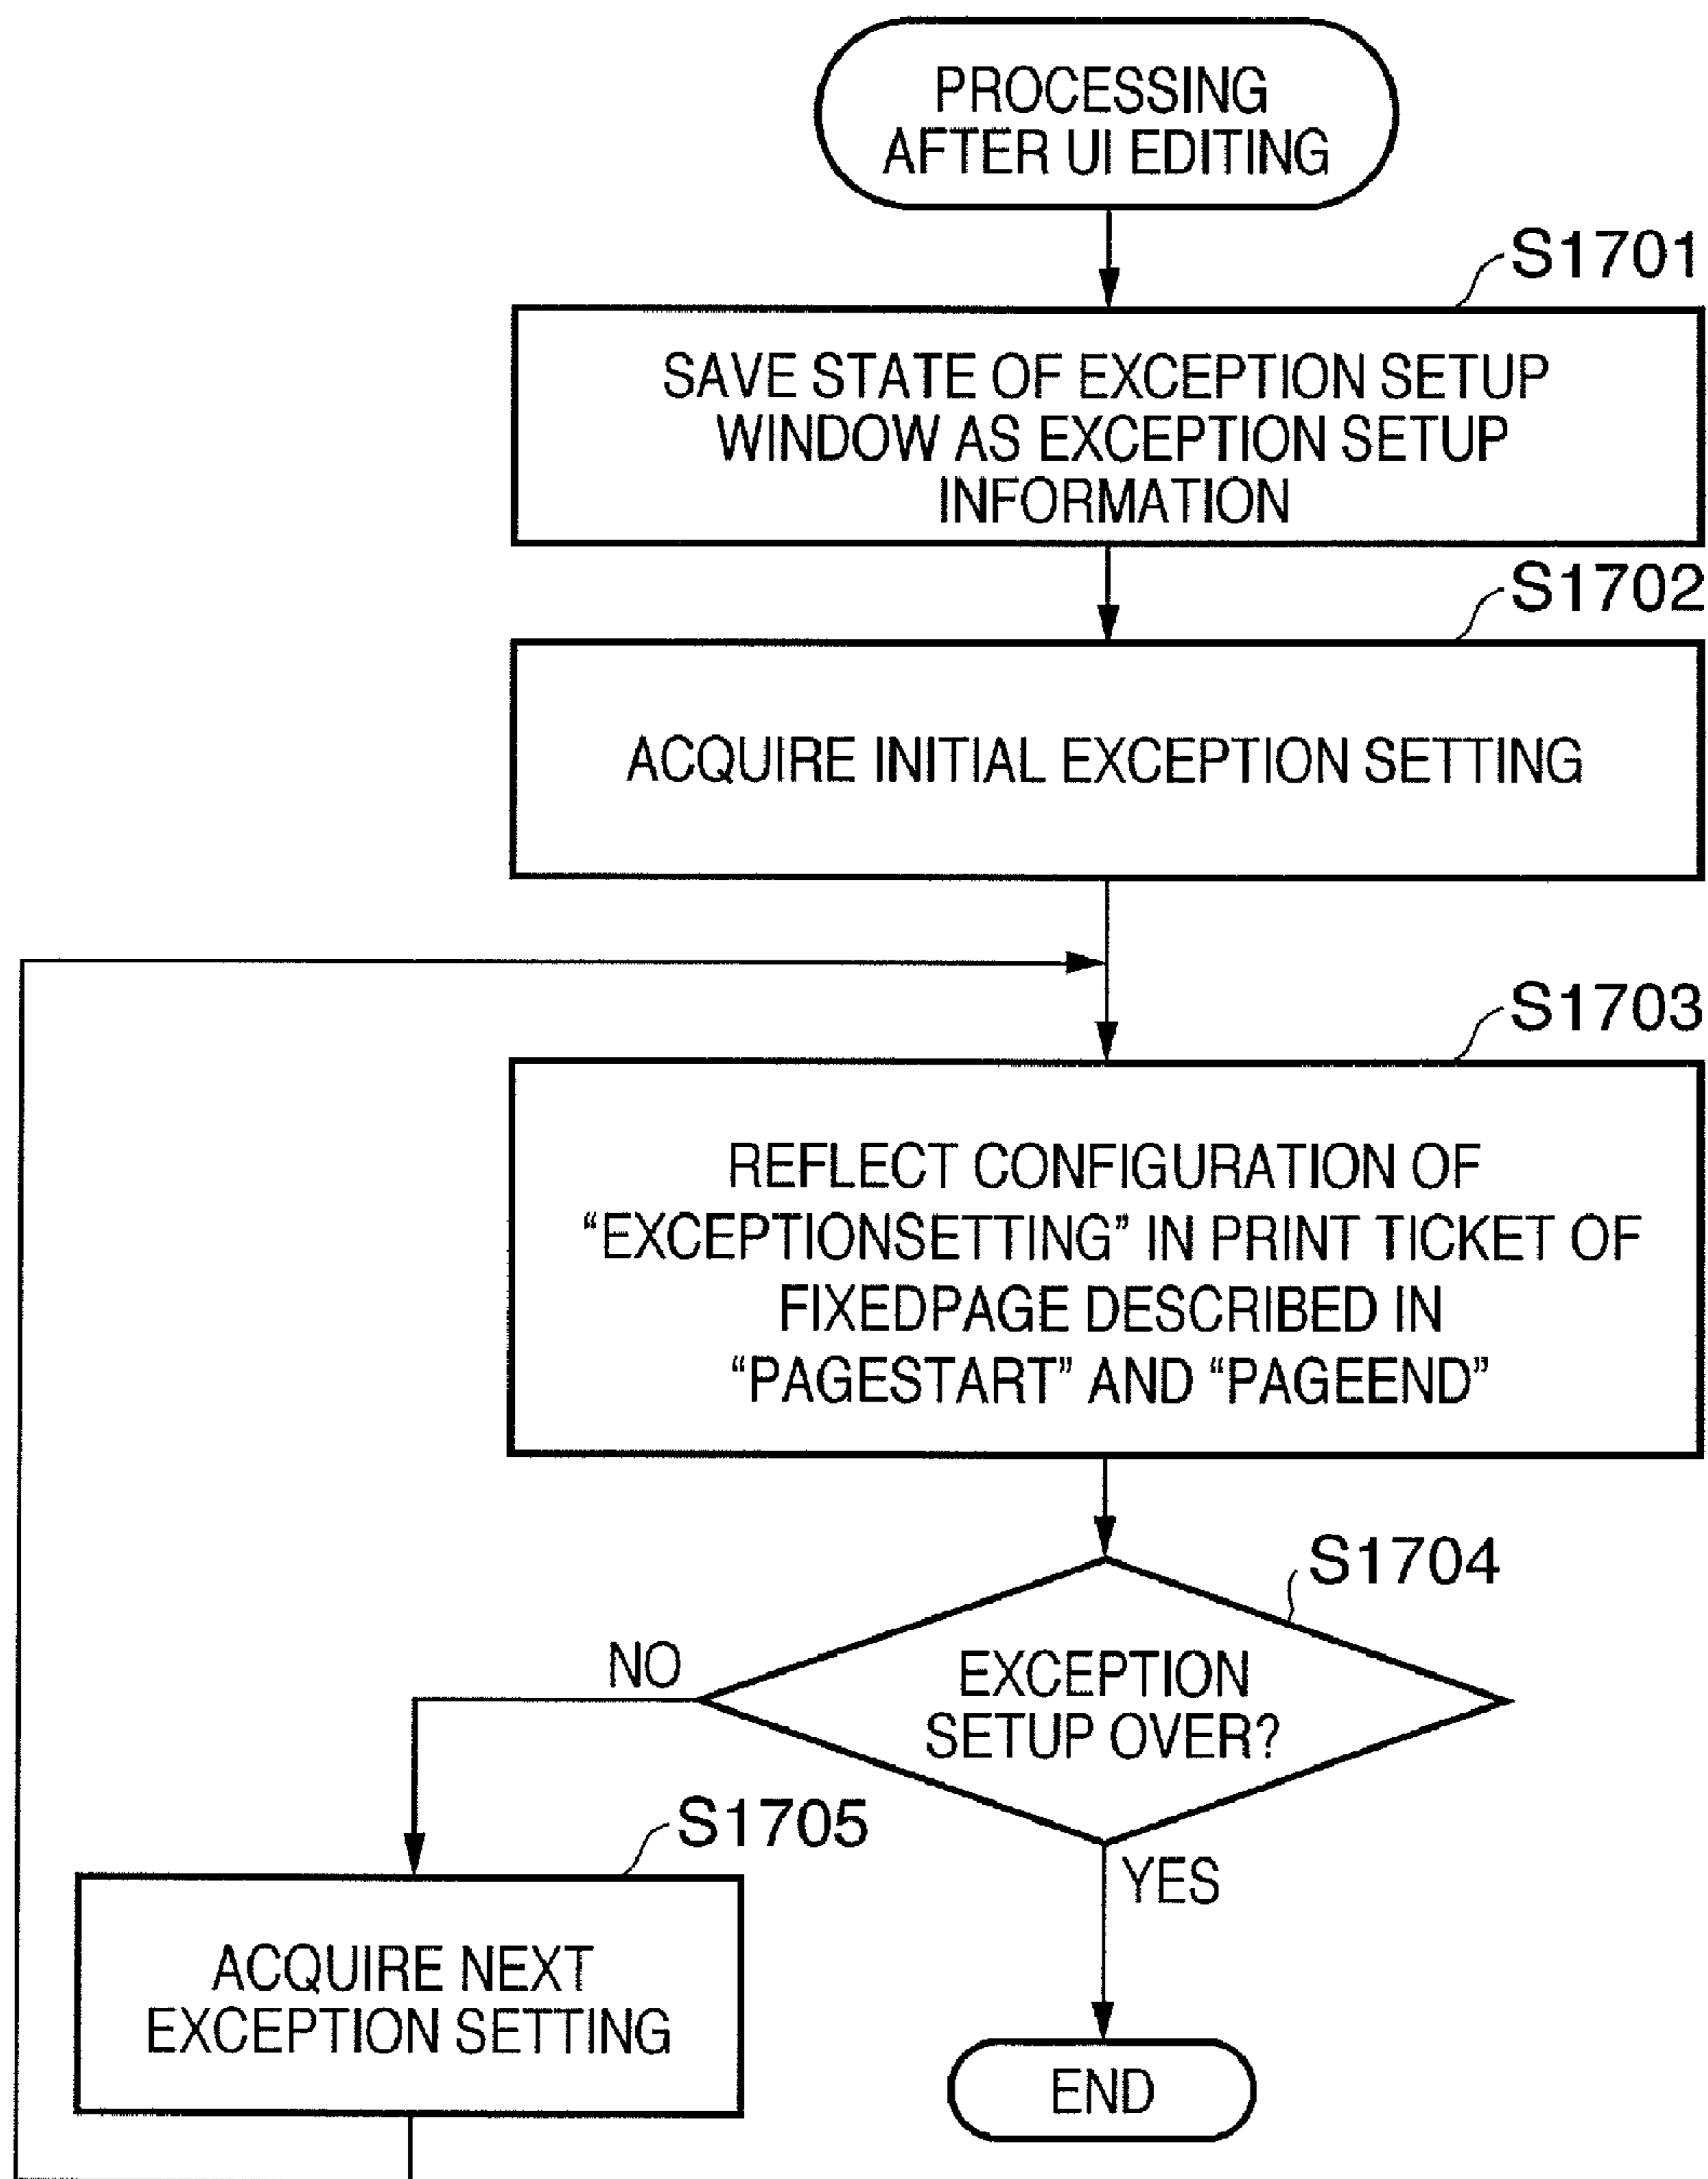 PROCESSING
AFTER UI EDITING
S1701
SAVE STATE OF EXCEPTION SETUP
WINDOW AS EXCEPTION SETUP
INFORMATION
S1702
ACQUIRE INITIAL EXCEPTION SETTING
S1703
REFLECT CONFIGURATION OF
“EXCEPTIONSETTING” IN PRINT TICKET OF
FIXEDPAGE DESCRIBED IN
“PAGESTART” AND “PAGEEND”
S1704
NO
EXCEPTION
SETUP OVER?
S1705
YES
ACQUIRE NEXT
EXCEPTION SETTING
END